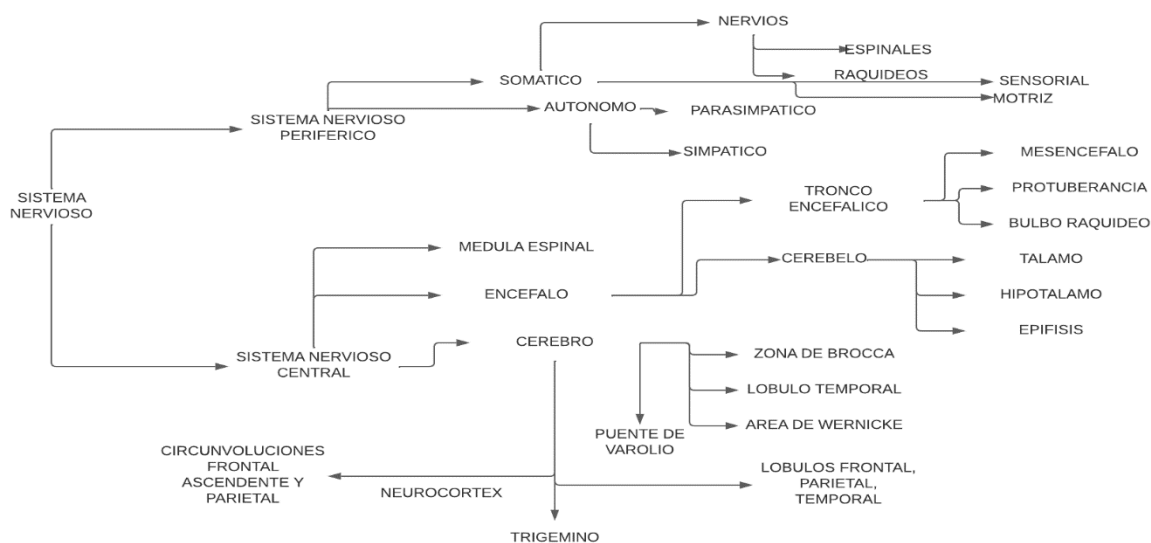 NERVIOS
ESPINALES
RAQUIDEOS
SOMATICO
SENSORIAL
MOTRIZ
AUTONOMO
PARASIMPATICO
SISTEMA NERVIOSO
PERIFERICO
SIMPATICO
MESENCEFALO
SISTEMA
NERVIOSO
TRONCO
ENCEFALICO
PROTUBERANCIA
BULBO RAQUIDEO
MEDULA ESPINAL
CEREBELO
TALAMO
ENCEFALO
HIPOTALAMO
EPIFISIS
CEREBRO
SISTEMA NERVIOSO
CENTRAL
ZONA DE BROCCA
LOBULO TEMPORAL
AREA DE WERNICKE
PUENTE DE
VAROLIO
CIRCUNVOLUCIONES
FRONTAL
ASCENDENTE Y
PARIETAL
NEUROCORTEX
LOBULOS FRONTAL,
PARIETAL,
TEMPORAL
TRIGEMINO